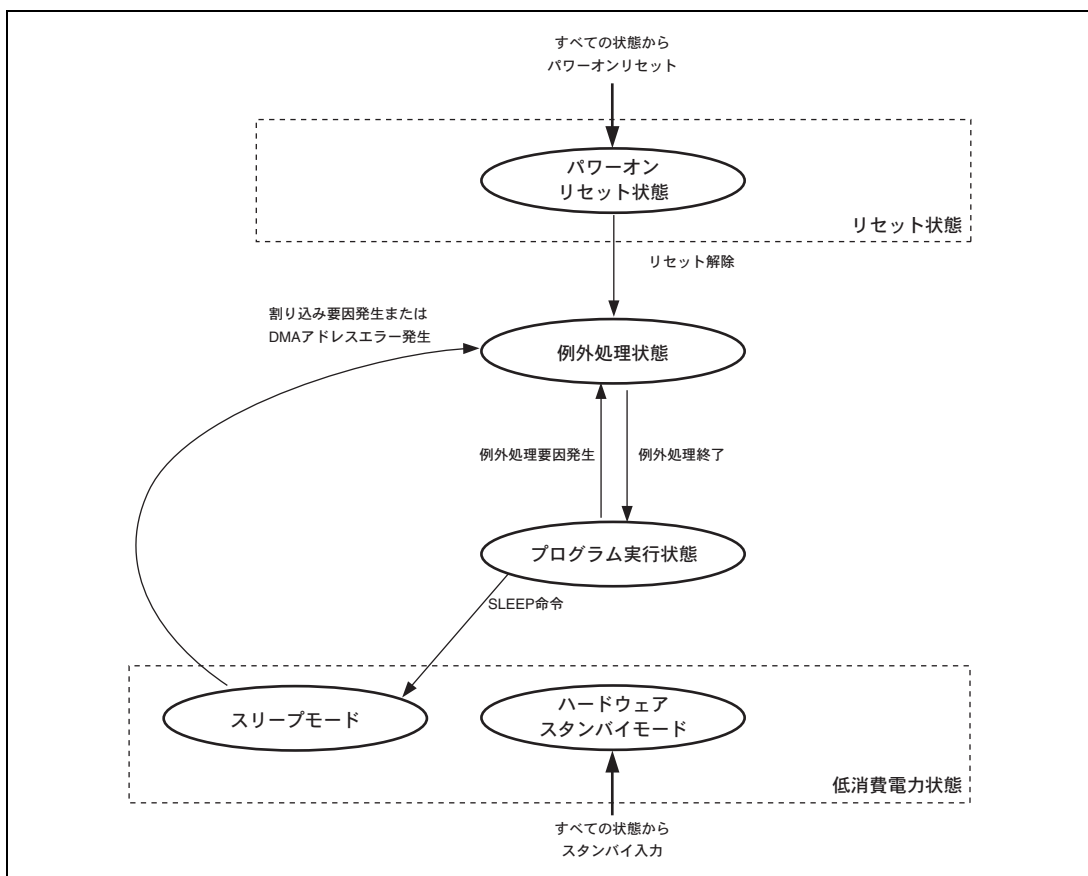 すべての状態から
パワーオンリセット
パワーオン
リセット状態
リセット状態
リセット解除
割り込み要因発生または
DMAアドレスエラー発生
例外処理状態
例外処理要因発生
例外処理終了
プログラム実行状態
SLEEP命令
スリープモード
ハードウェア
スタンバイモード
低消費電力状態
すべての状態から
スタンバイ入力